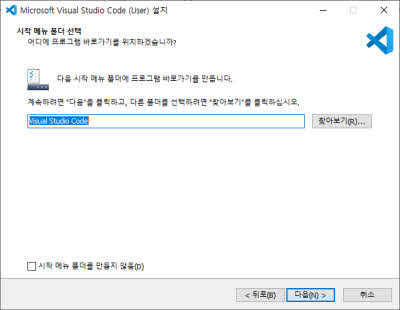 Microsoft Visual Studio Code (User) 설치
시작 메뉴 폴더 선택
어디에 프로그램 바로가기를 위치하겠습니까?
다음 시작 메뉴 폴더에 프로그램 바로가기를 만듭니다.
계속하려면 "다음"을 클릭하고, 다른 폴더를 선택하려면 "찾아보기"를 클릭하십시오.
Visual Studio Code
찾아보기(R)...
시작 메뉴 폴더를 만들지 않음(D)
< 뒤로(B)
다음(N) >
취소